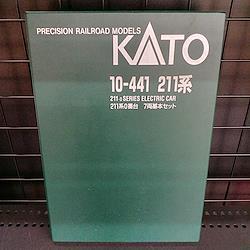 PRECISION RAILROAD MODELS
KATO
10-441 211系
211-0 SERIES ELECTRIC CAR
211系0番台 7両基本セット